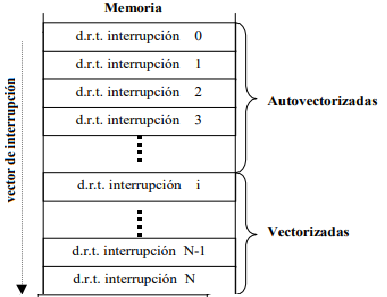 Memoria
d.r.t. interrupción 0
d.r.t. interrupción 1
d.r.t. interrupción 2
d.r.t. interrupción 3
Autovectorizadas
vector de interrupción
d.r.t. interrupción i
Vectorizadas
d.r.t. interrupción N-1
d.r.t. interrupción N